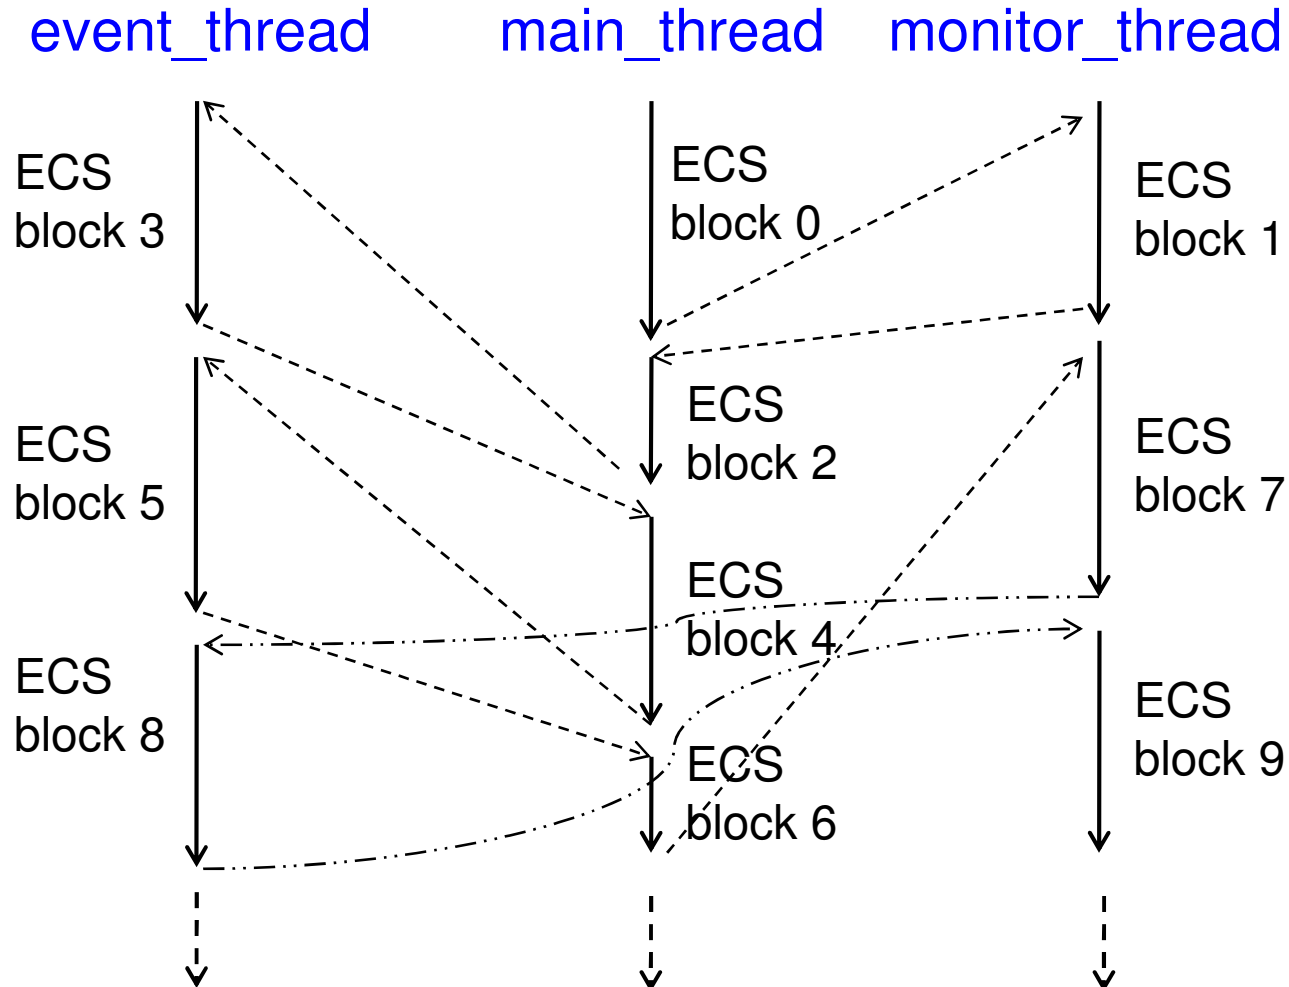 event_thread
main_thread
monitor_thread
ECS
block 3
ECS
block 0
ECS
block 1
ECS
block 5
ECS
block 2
ECS
block 7
ECS
block 4
ECS
block 8
ECS
block 6
ECS
block 9